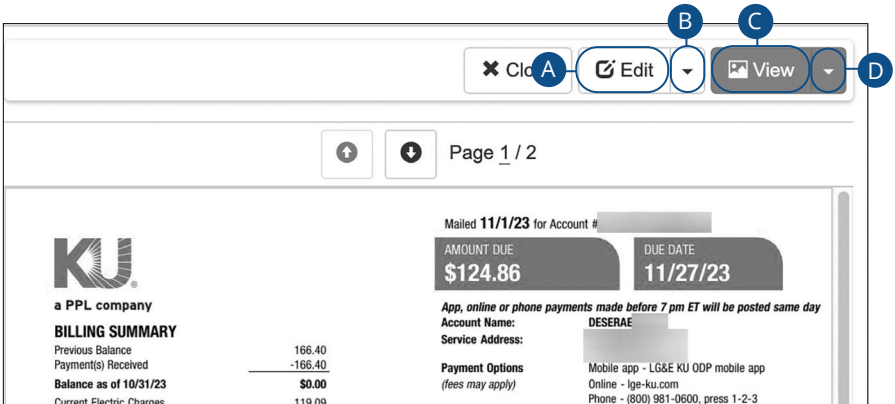 B C
Clo A Edit View D
Page 1 / 2
Mailed 11/1/23 for Account #
KU
a PPL company
AMOUNT DUE
$124.86
DUE DATE
11/27/23
App, online or phone payments made before 7 pm ET will be posted same day
Account Name: DESERAE
Service Address:
BILLING SUMMARY
Previous Balance 166.40
Payment(s) Received -166.40
Balance as of 10/31/23 $0.00
Current Electric Charges 119.09
Payment Options Mobile app - LG&E KU ODP mobile app
(fees may apply) Online - lge-ku.com
Phone - (800) 981-0600, press 1-2-3